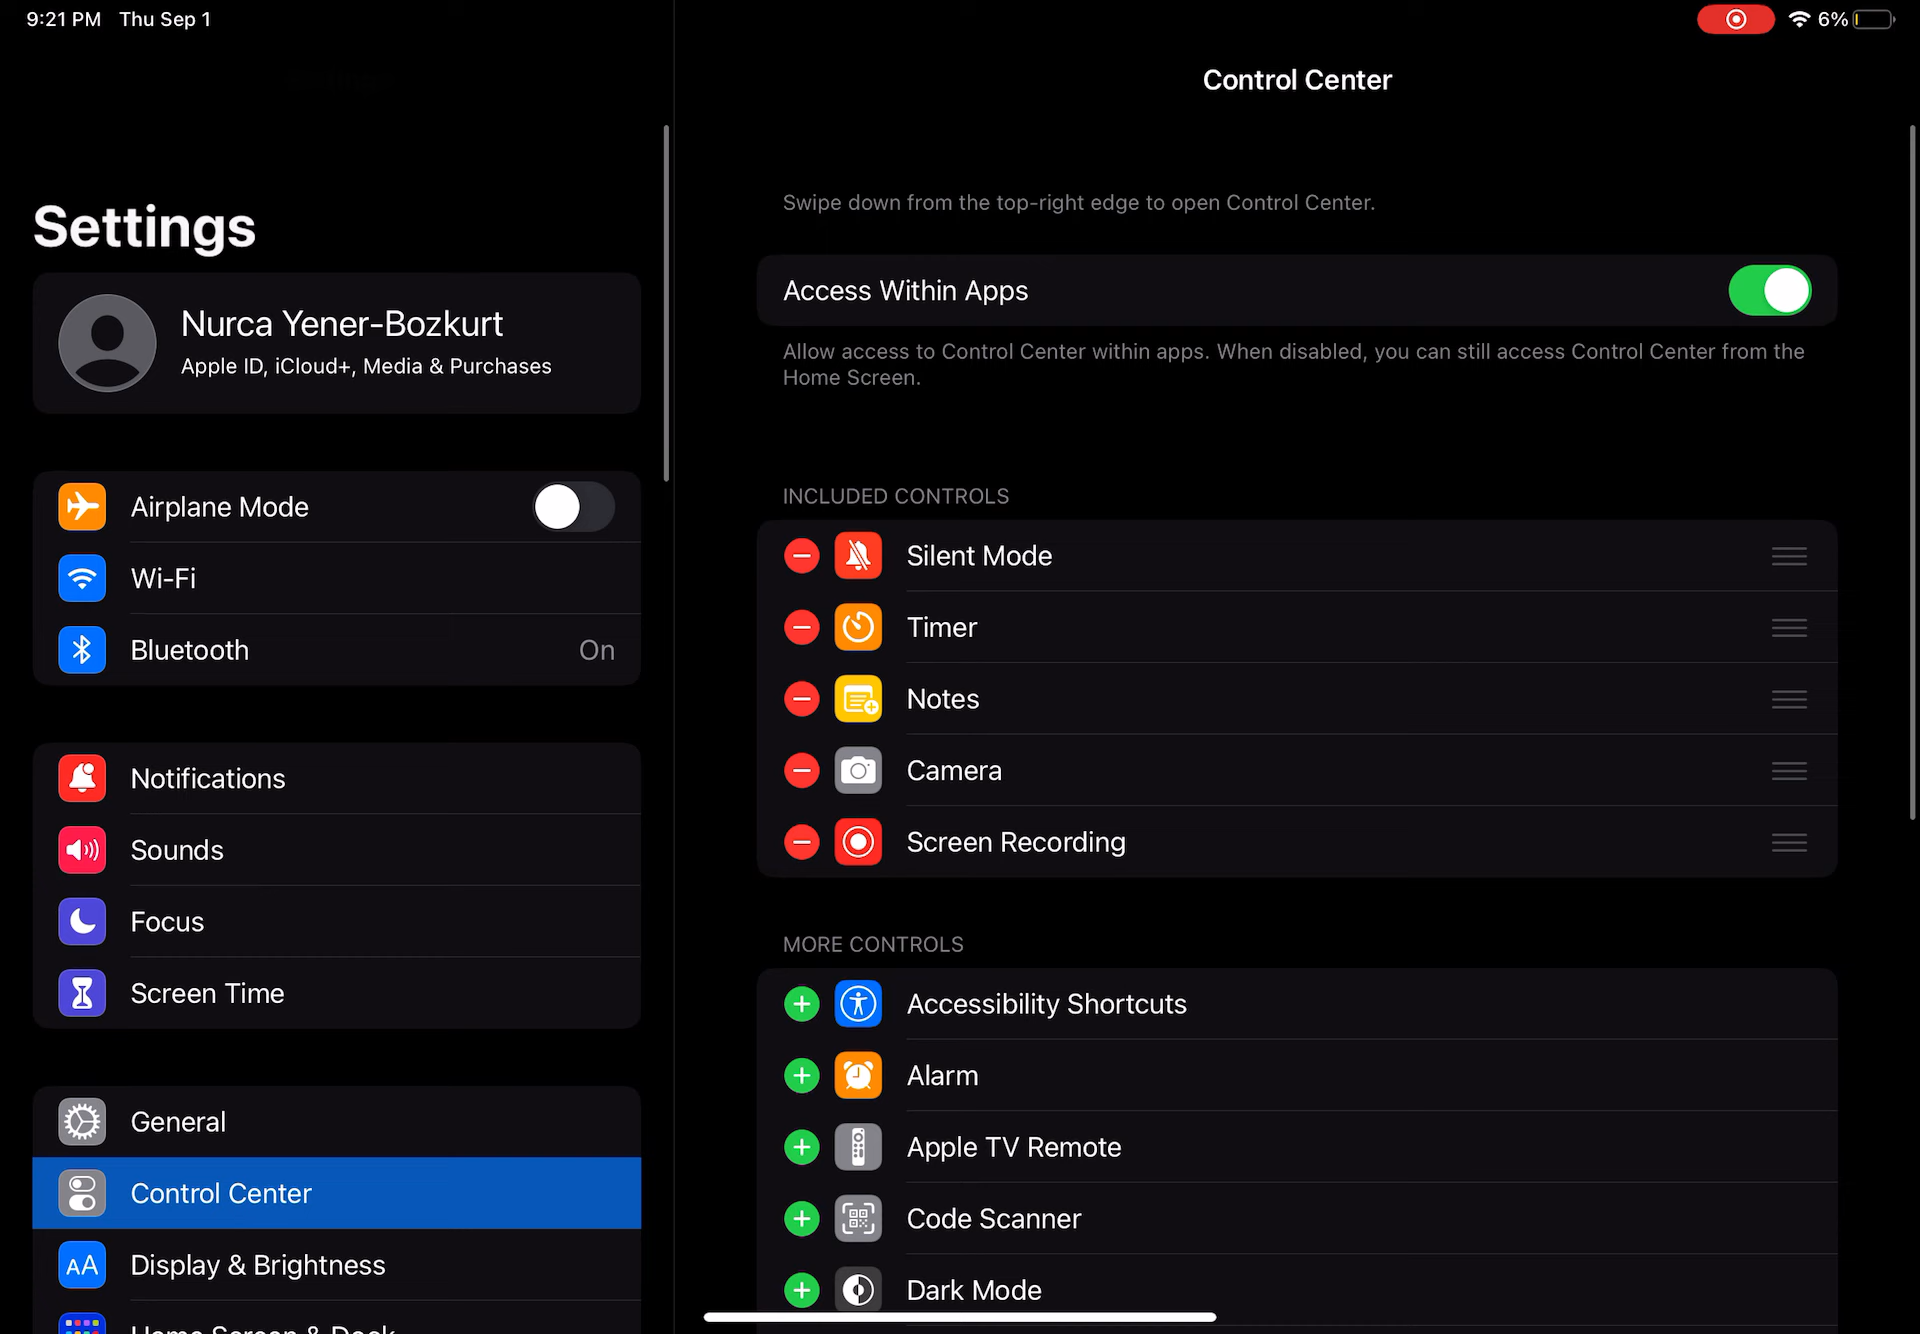 9:21 PM Thu Sep 1
6%
Settings
Nurca Yener-Bozkurt
Apple ID, iCloud+, Media & Purchases
Airplane Mode
Wi-Fi
Bluetooth On
Notifications
Sounds
Focus
Screen Time
General
Control Center
AA Display & Brightness
Home Screen & Dock
Control Center
Swipe down from the top-right edge to open Control Center.
Access Within Apps
Allow access to Control Center within apps. When disabled, you can still access Control Center from the
Home Screen.
INCLUDED CONTROLS
Silent Mode
Timer
Notes
Camera
Screen Recording
MORE CONTROLS
Accessibility Shortcuts
Alarm
Apple TV Remote
Code Scanner
Dark Mode